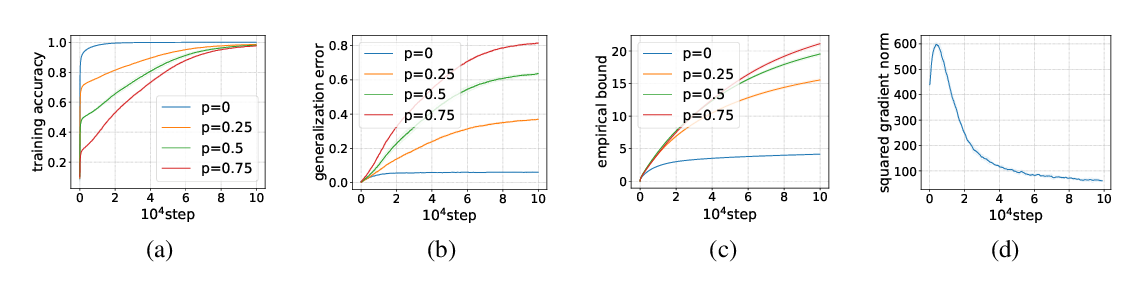 training accuracy
1.0
0.8
0.6
0.4
0.2
p=0
p=0.25
p=0.5
p=0.75
0 2 4 6 8 10
10⁴step
(a)
generalization error
0.8
0.6
0.4
0.2
0.0
p=0
p=0.25
p=0.5
p=0.75
0 2 4 6 8 10
10⁴step
(b)
empirical bound
20
15
10
5
0
p=0
p=0.25
p=0.5
p=0.75
0 2 4 6 8 10
10⁴step
(c)
squared gradient norm
600
500
400
300
200
100
0 2 4 6 8 10
10⁴step
(d)